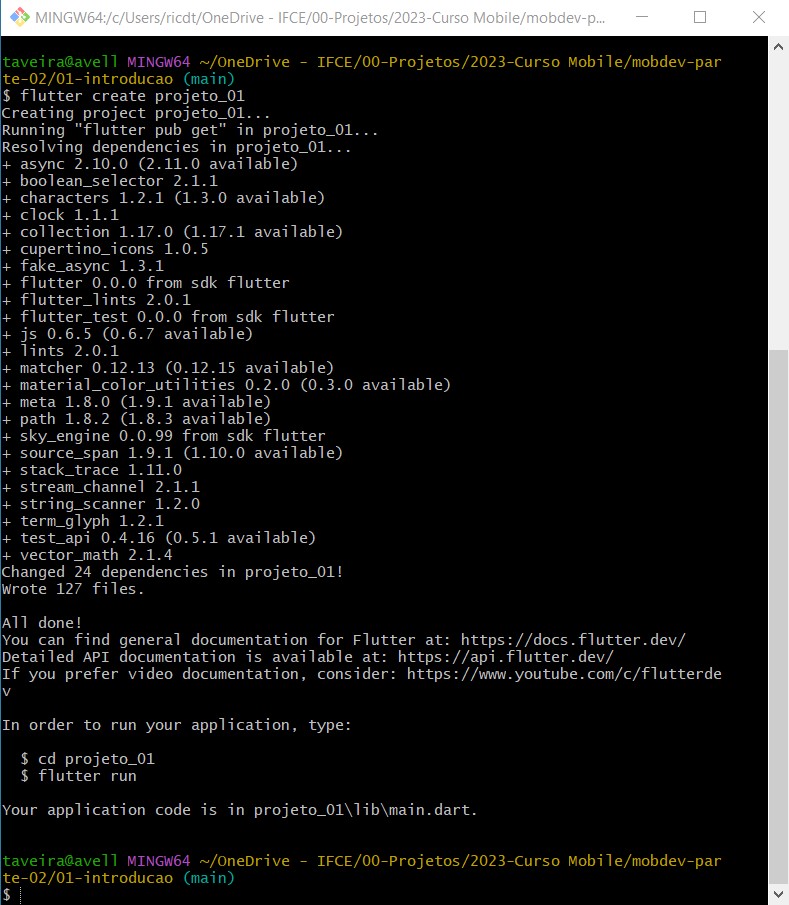 MINGW64:/c/Users/ricdt/OneDrive - IFCE/00-Projetos/2023-Curso Mobile/mobdev-p...
taveira@avell MINGW64 ~/OneDrive - IFCE/00-Projetos/2023-Curso Mobile/mobdev-par
te-02/01-introducao (main)
$ flutter create projeto_01
Creating project projeto_01...
Running "flutter pub get" in projeto_01...
Resolving dependencies in projeto_01...
+ async 2.10.0 (2.11.0 available)
+ boolean_selector 2.1.1
+ characters 1.2.1 (1.3.0 available)
+ clock 1.1.1
+ collection 1.17.0 (1.17.1 available)
+ cupertino_icons 1.0.5
+ fake_async 1.3.1
+ flutter 0.0.0 from sdk flutter
+ flutter_lints 2.0.1
+ flutter_test 0.0.0 from sdk flutter
+ js 0.6.5 (0.6.7 available)
+ lints 2.0.1
+ matcher 0.12.13 (0.12.15 available)
+ material_color_utilities 0.2.0 (0.3.0 available)
+ meta 1.8.0 (1.9.1 available)
+ path 1.8.2 (1.8.3 available)
+ sky_engine 0.0.99 from sdk flutter
+ source_span 1.9.1 (1.10.0 available)
+ stack_trace 1.11.0
+ stream_channel 2.1.1
+ string_scanner 1.2.0
+ term_glyph 1.2.1
+ test_api 0.4.16 (0.5.1 available)
+ vector_math 2.1.4
Changed 24 dependencies in projeto_01!
Wrote 127 files.
All done!
You can find general documentation for Flutter at: https://docs.flutter.dev/
Detailed API documentation is available at: https://api.flutter.dev/
If you prefer video documentation, consider: https://www.youtube.com/c/flutterde
v
In order to run your application, type:
$ cd projeto_01
$ flutter run
Your application code is in projeto_01\lib\main.dart.
taveira@avell MINGW64 ~/OneDrive - IFCE/00-Projetos/2023-Curso Mobile/mobdev-par
te-02/01-introducao (main)
$